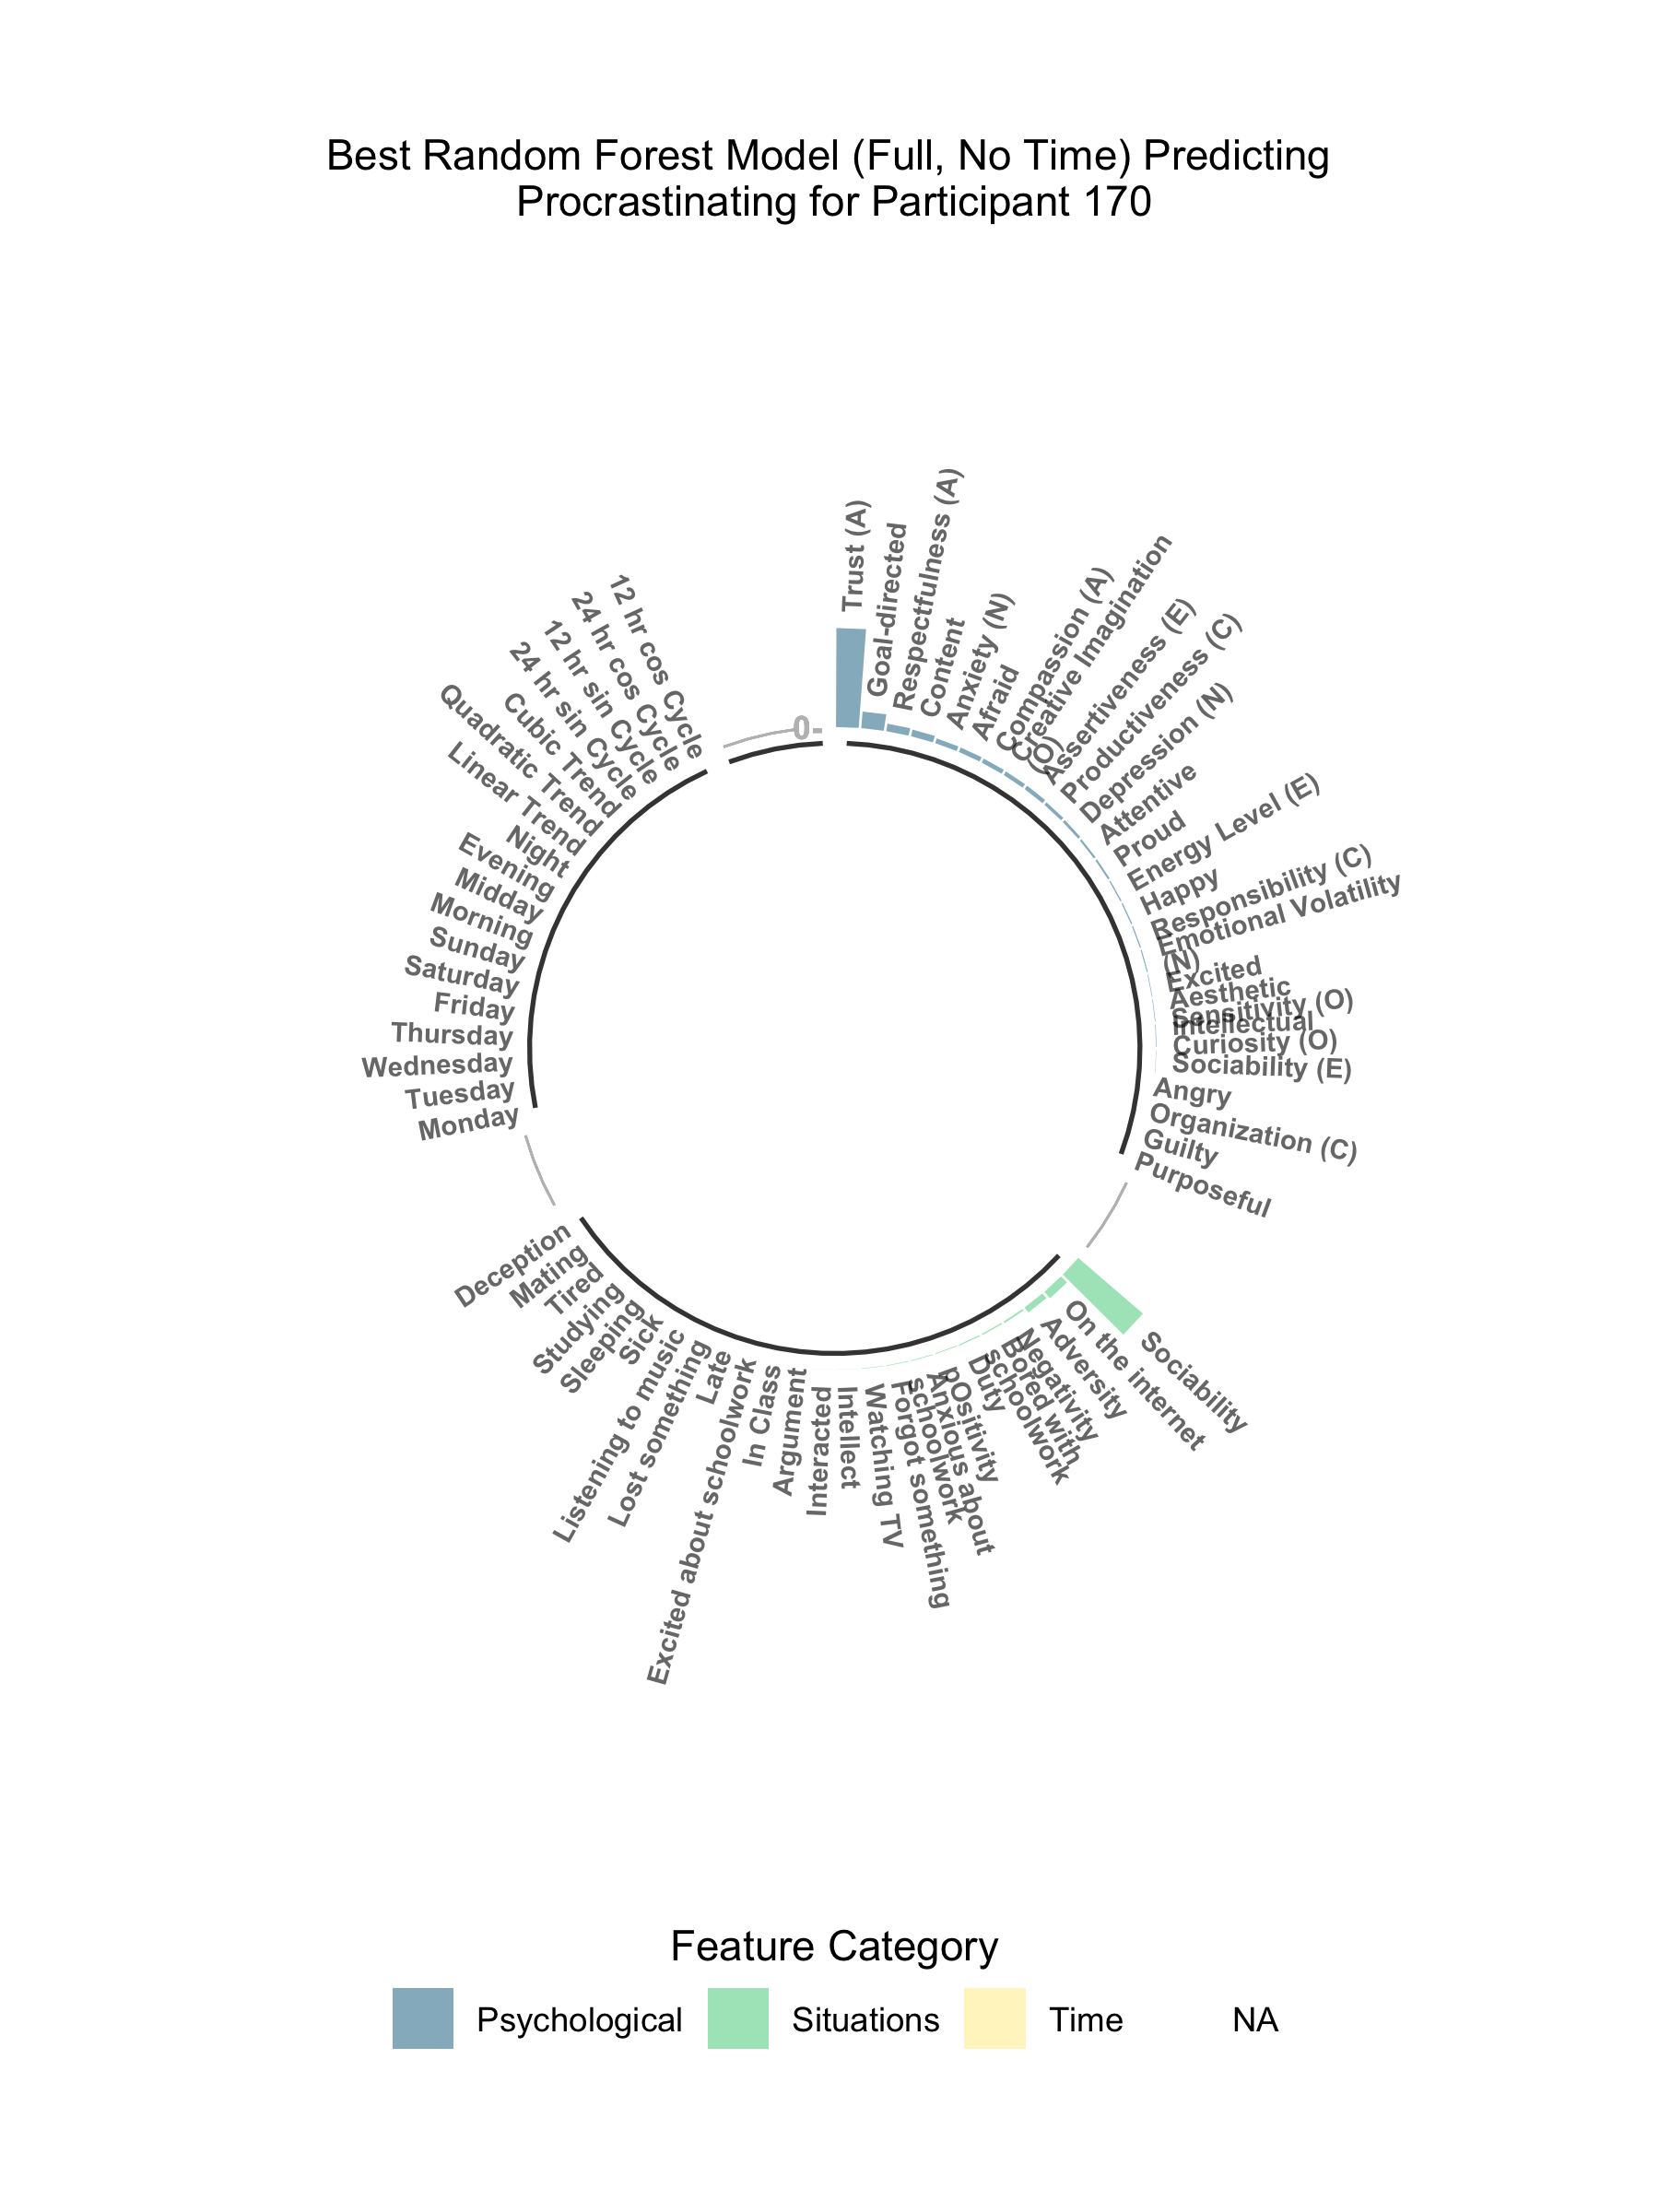 Best Random Forest Model (Full, No Time) Predicting
Procrastinating for Participant 170
0-
Trust (A)
Goal-directed
Respectfulness (A)
Content
Anxiety (N)
Afraid
Compassion (A)
Creative Imagination
(O)
Assertiveness (E)
Productiveness (C)
Depression (N)
Attentive
Proud
Energy Level (E)
Happy
Responsibility (C)
Emotional Volatility
(N)
Excited
Aesthetic
Sensitivity (O)
Intellectual
Curiosity (O)
Sociability (E)
Angry
Organization (C)
Guilty
Purposeful
Sociability
On the internet
Adversity
Negativity
Bored with
schoolwork
Duty
pOsitivity
Anxious about
schoolwork
Forgot something
Watching TV
Intellect
Interacted
Argument
In Class
Excited about schoolwork
Late
Lost something
Listening to music
Sick
Sleeping
Studying
Tired
Mating
Deception
Monday
Tuesday
Wednesday
Thursday
Friday
Saturday
Sunday
Morning
Midday
Evening
Night
Linear Trend
Quadratic Trend
Cubic Trend
24 hr sin Cycle
12 hr sin Cycle
24 hr cos Cycle
12 hr cos Cycle
Feature Category
Psychological
Situations
Time
NA